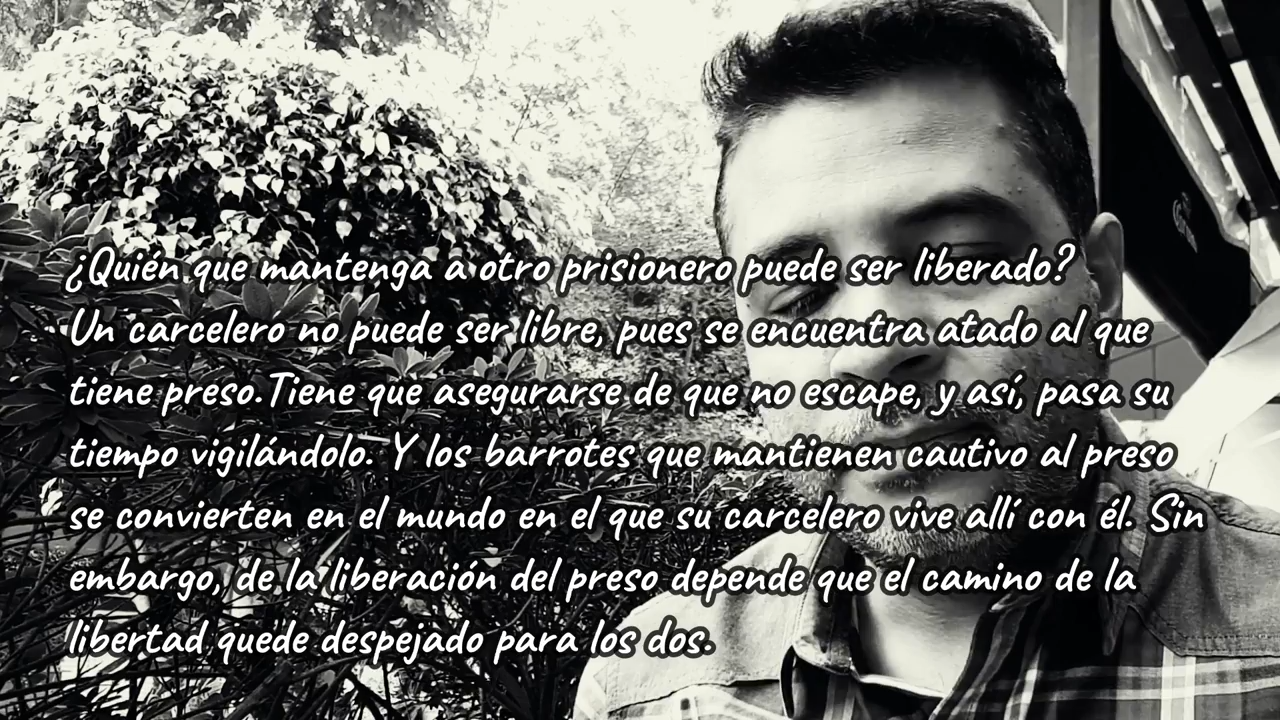 ¿Quién que mantenga a otro prisionero puede ser liberado?
Un carcelero no puede ser libre, pues se encuentra atado al que
tiene preso.Tiene que asegurarse de que no escape, y así, pasa su
tiempo vigilándolo. Y los barrotes que mantienen cautivo al preso
se convierten en el mundo en el que su carcelero vive allí con él. Sin
embargo, de la liberación del preso depende que el camino de la
libertad quede despejado para los dos.